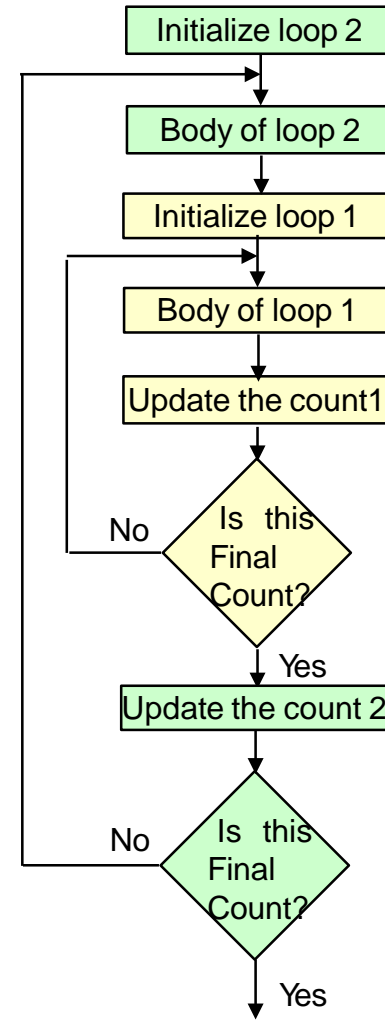 Initialize loop 2
Body of loop 2
Initialize loop 1
Body of loop 1
Update the count1
Is this
Final
Count?
No
Yes
Update the count 2
Is this
Final
Count?
No
Yes